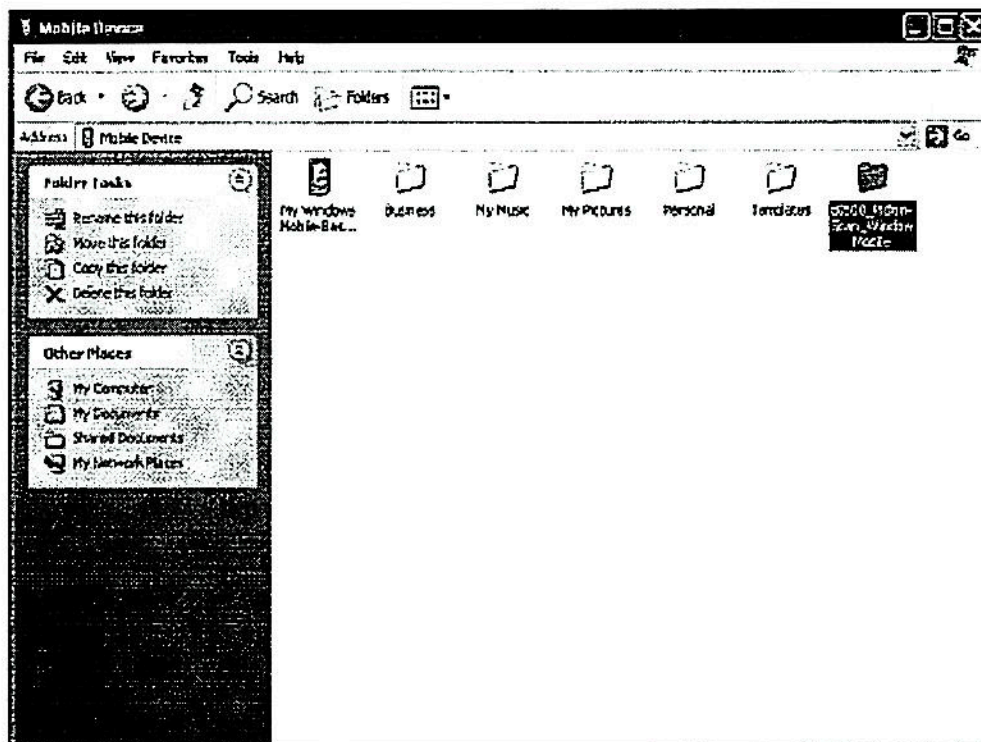 Mobile Device
File Edit View Favorites Tools Help
Back Search Folders
Address Mobile Device Go
Folder Tasks
Rename this folder
Move this folder
Copy this folder
Delete this folder
Other Places
My Computer
My Documents
Shared Documents
My Network Places
My Windows
Mobile-Bas...
Business
My Music
My Pictures
Personal
Templates
Mobile